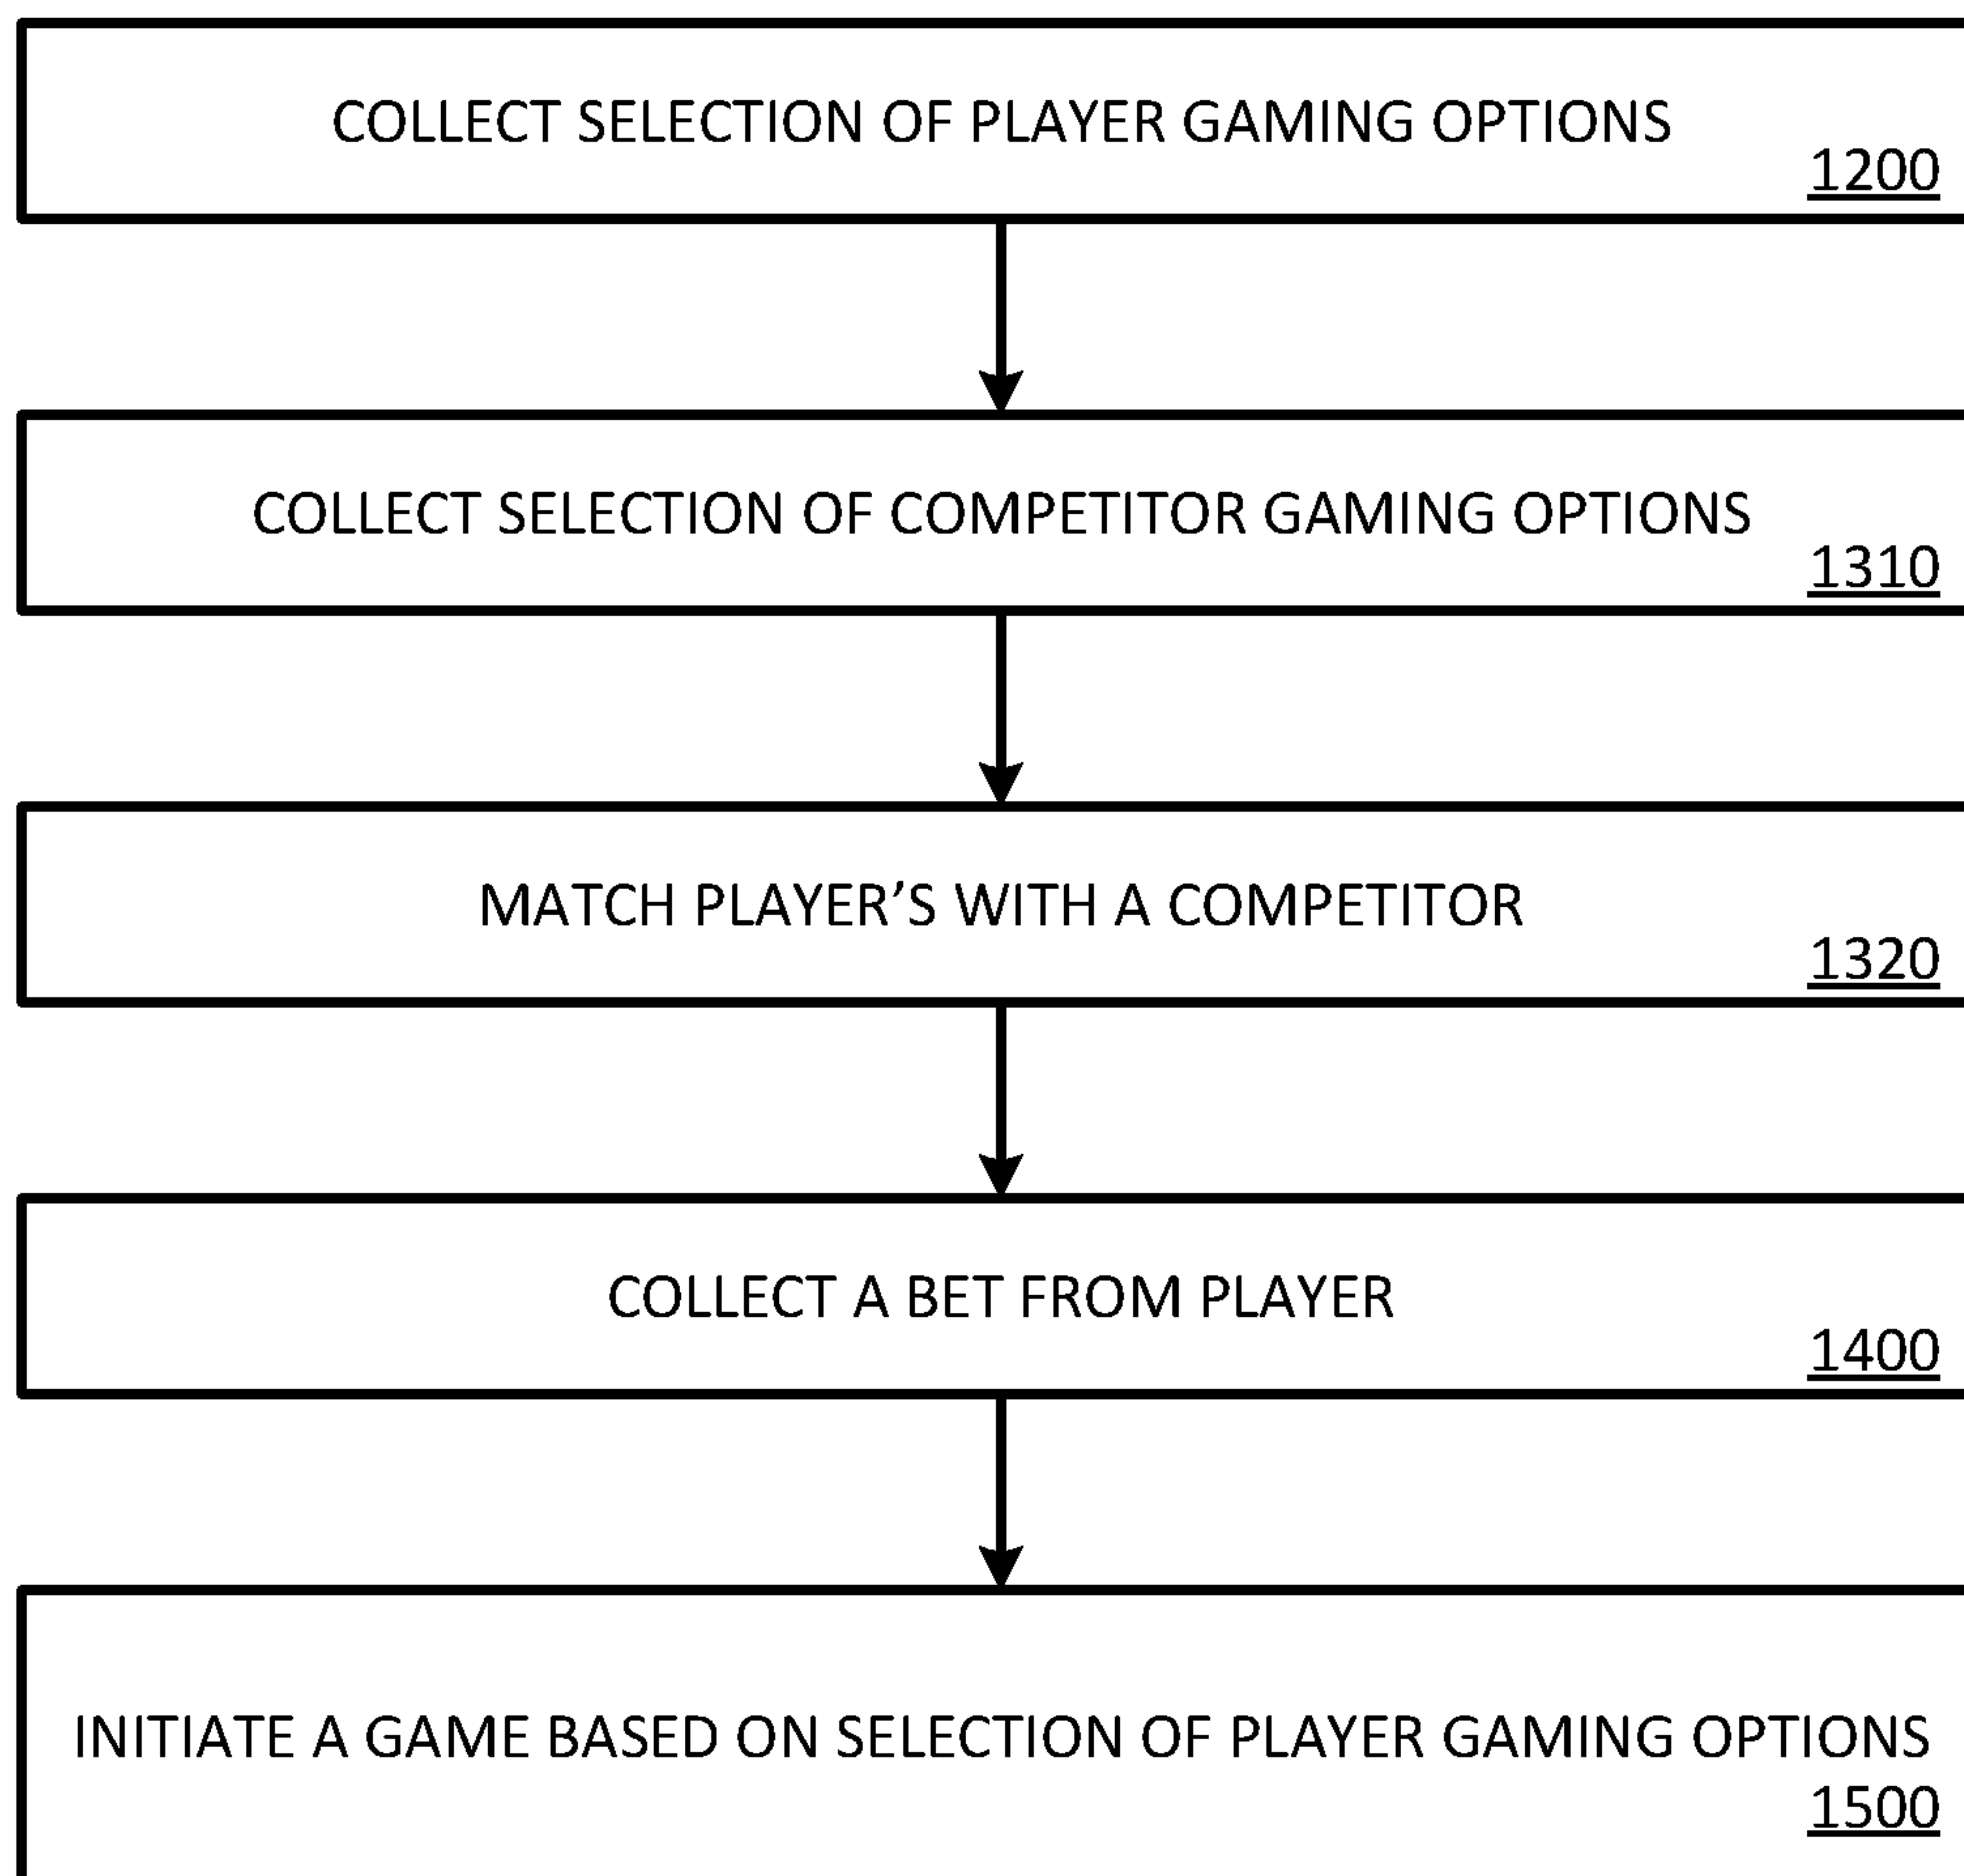 COLLECT SELECTION OF PLAYER GAMING OPTIONS
1200
COLLECT SELECTION OF COMPETITOR GAMING OPTIONS
1310
MATCH PLAYER’S WITH A COMPETITOR
1320
COLLECT A BET FROM PLAYER
1400
INITIATE A GAME BASED ON SELECTION OF PLAYER GAMING OPTIONS
1500